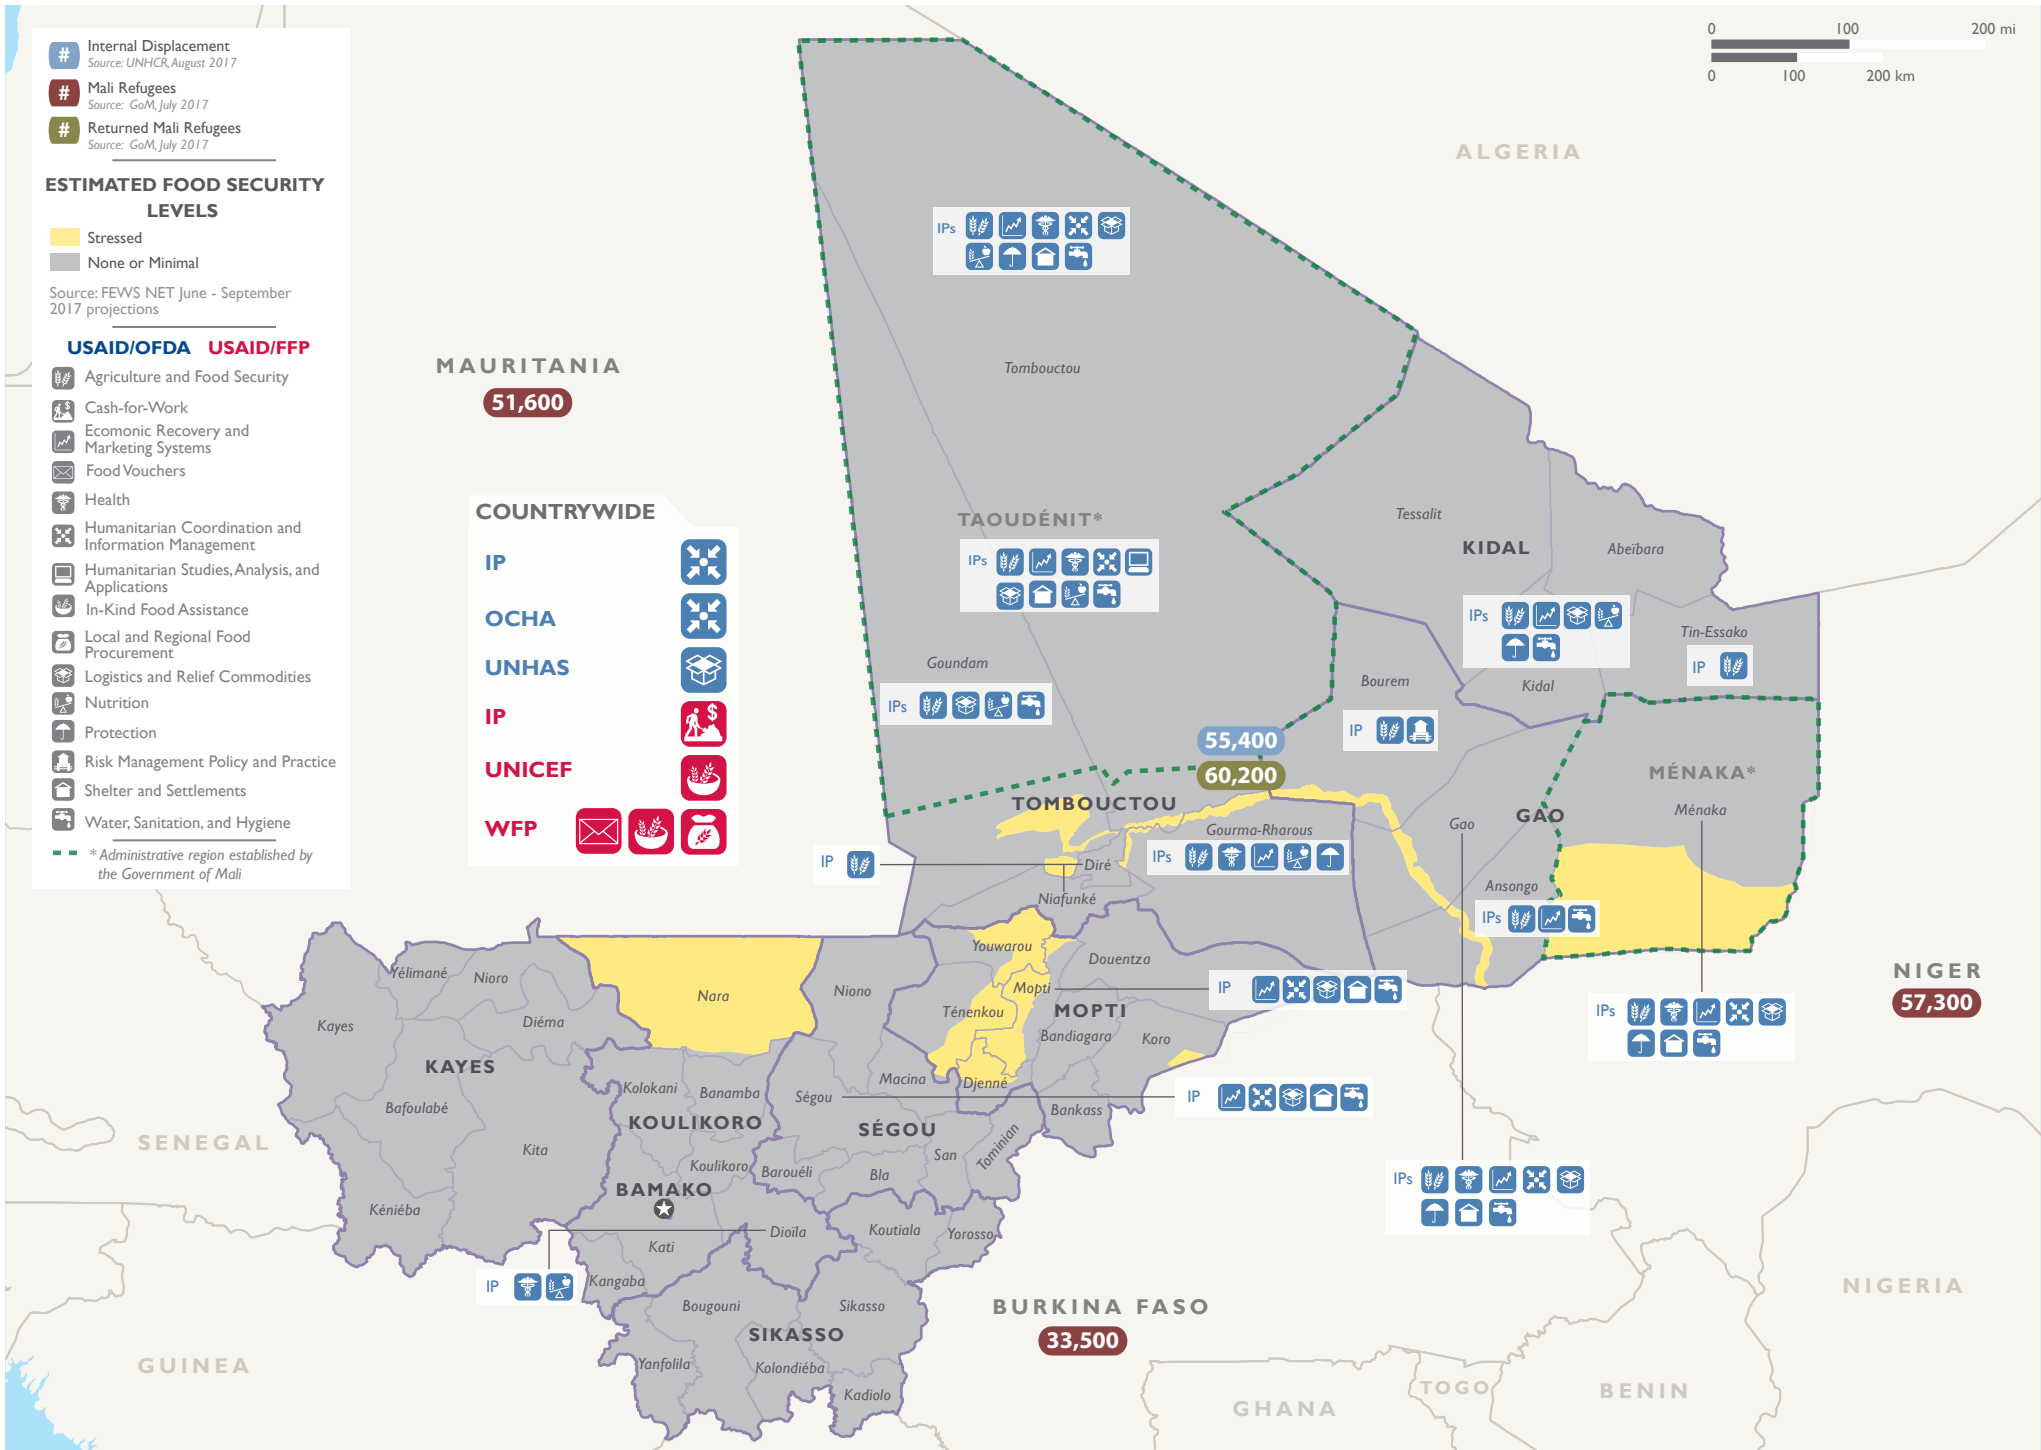 # Internal Displacement
Source: UNHCR, August 2017
# Mali Refugees
Source: GoM, July 2017
# Returned Mali Refugees
Source: GoM, July 2017
ESTIMATED FOOD SECURITY
LEVELS
Stressed
None or Minimal
Source: FEWS NET June - September
2017 projections
USAID/OFDA USAID/FFP
Agriculture and Food Security
Cash-for-Work
Ecomonic Recovery and
Marketing Systems
Food Vouchers
Health
Humanitarian Coordination and
Information Management
Humanitarian Studies, Analysis, and
Applications
In-Kind Food Assistance
Local and Regional Food
Procurement
Logistics and Relief Commodities
Nutrition
Protection
Risk Management Policy and Practice
Shelter and Settlements
Water, Sanitation, and Hygiene
* Administrative region established by
the Government of Mali
0 100 200 mi
0 100 200 km
ALGERIA
MAURITANIA
51,600
COUNTRYWIDE
IP
OCHA
UNHAS
IP
$
UNICEF
WFP
IPs
Tombouctou
TAOUDÉNIT*
IPs
Goundam
IPs
Tessalit
KIDAL
Abeïbara
IPs
Tin-Essako
IP
Kidal
Bourem
IP
55,400
60,200
MÉNAKA*
Ménaka
TOMBOUCTOU
GAO
Gao
Gourma-Rharous
IPs
IP
Diré
Niafunké
Ansongo
IPs
Youwarou
Douentza
Mopti
IP
Ténenkou
MOPTI
Bandiagara
Koro
Djenné
Bankass
NIGER
57,300
IPs
Yélimané
Nioro
Nara
Niono
Kayes
Diéma
KAYES
Bafoulabé
Kita
Kéniéba
Kolokani
Banamba
KOULIKORO
Koulikoro
Macina
Ségou
IP
SÉGOU
San
Tominian
Barouéli
Bla
BAMAKO
Dioïla
Kati
Kangaba
IP
Koutiala
Yorosso
Bougouni
Sikasso
SIKASSO
Yanfolila
Kolondiéba
Kadiolo
IPs
SENEGAL
GUINEA
BURKINA FASO
33,500
GHANA
TOGO
BENIN
NIGERIA